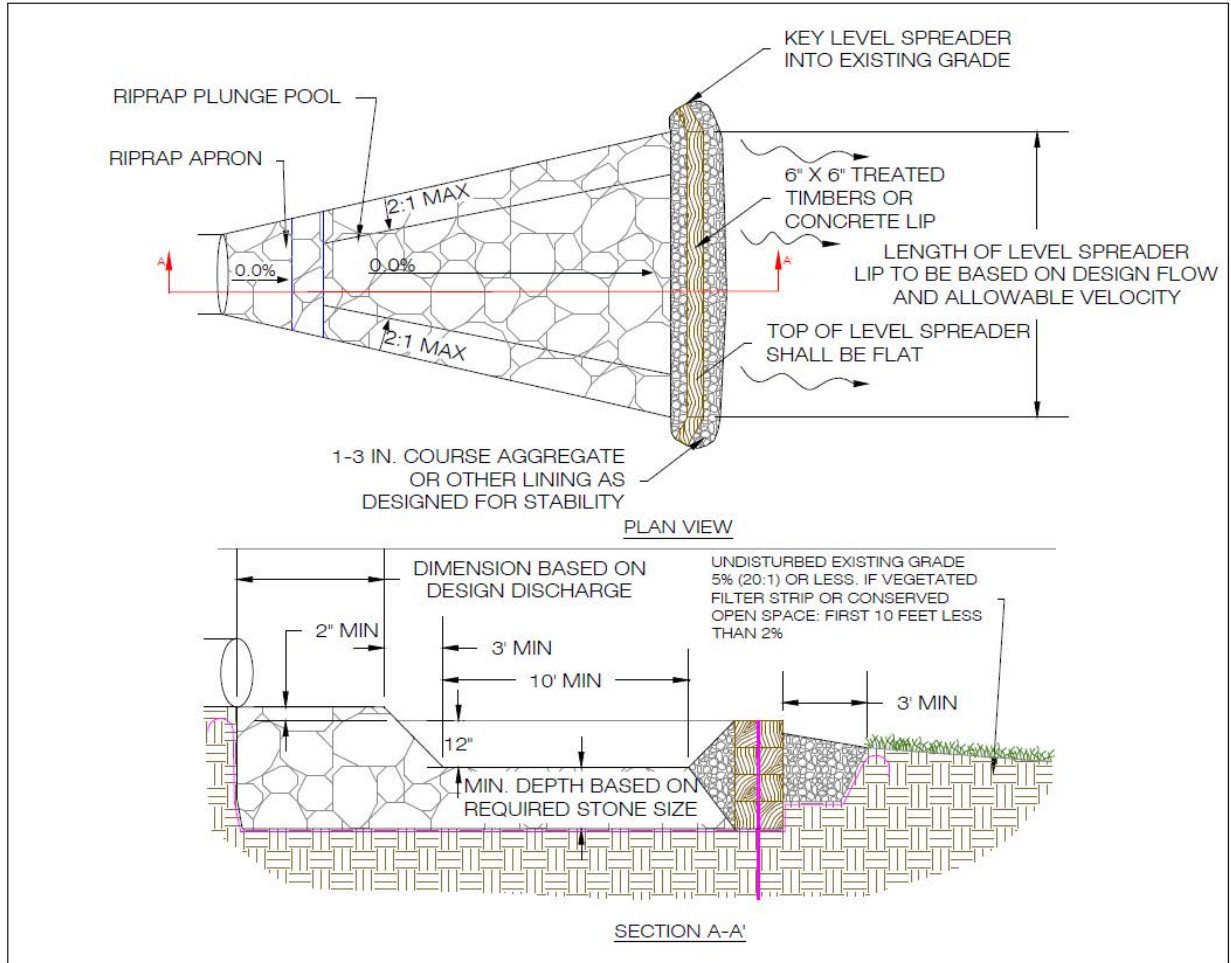 KEY LEVEL SPREADER
INTO EXISTING GRADE
RIPRAP PLUNGE POOL
RIPRAP APRON
2:1 MAX
6" X 6" TREATED
TIMBERS OR
CONCRETE LIP
A
0.0%
0.0%
A'
LENGTH OF LEVEL SPREADER
LIP TO BE BASED ON DESIGN FLOW
AND ALLOWABLE VELOCITY
2:1 MAX
TOP OF LEVEL SPREADER
SHALL BE FLAT
1-3 IN. COURSE AGGREGATE
OR OTHER LINING AS
DESIGNED FOR STABILITY
PLAN VIEW
DIMENSION BASED ON
DESIGN DISCHARGE
UNDISTURBED EXISTING GRADE
5% (20:1) OR LESS. IF VEGETATED
FILTER STRIP OR CONSERVED
OPEN SPACE: FIRST 10 FEET LESS
THAN 2%
2" MIN
3' MIN
10' MIN
3' MIN
12"
MIN. DEPTH BASED ON
REQUIRED STONE SIZE
SECTION A-A'